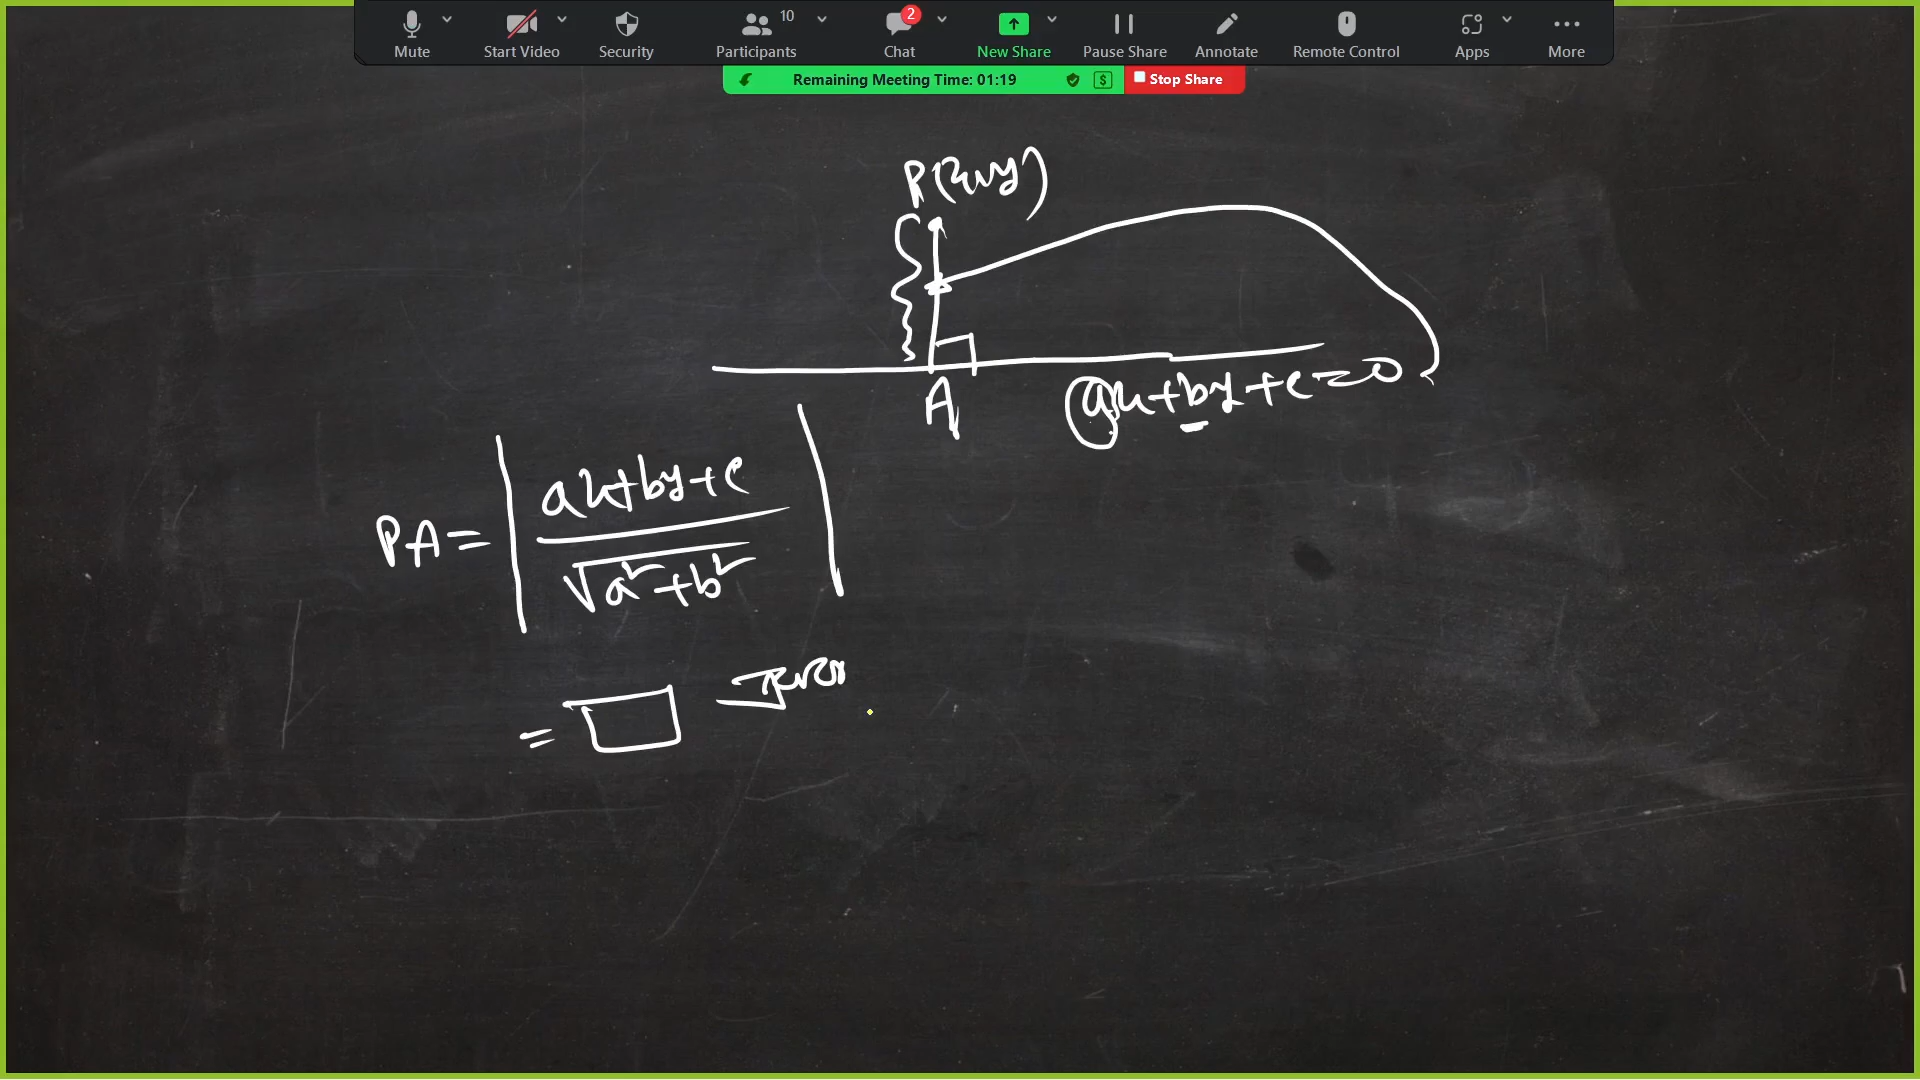 10
2
Mute
Start Video
Security
Participants
Chat
New Share
Pause Share
Annotate
Remote Control
Apps
More
Remaining Meeting Time: 01:19
Stop Share
P(x,y)
A
ax+by+c=0
PA = | ax+by+c / √a²+b² |
=